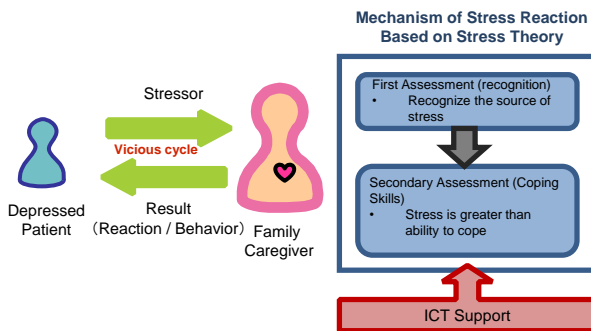 Mechanism of Stress Reaction
Based on Stress Theory
Stressor
Vicious cycle
Result
(Reaction / Behavior)
Depressed
Patient
Family
Caregiver
First Assessment (recognition)
• Recognize the source of
stress
Secondary Assessment (Coping
Skills)
• Stress is greater than
ability to cope
ICT Support